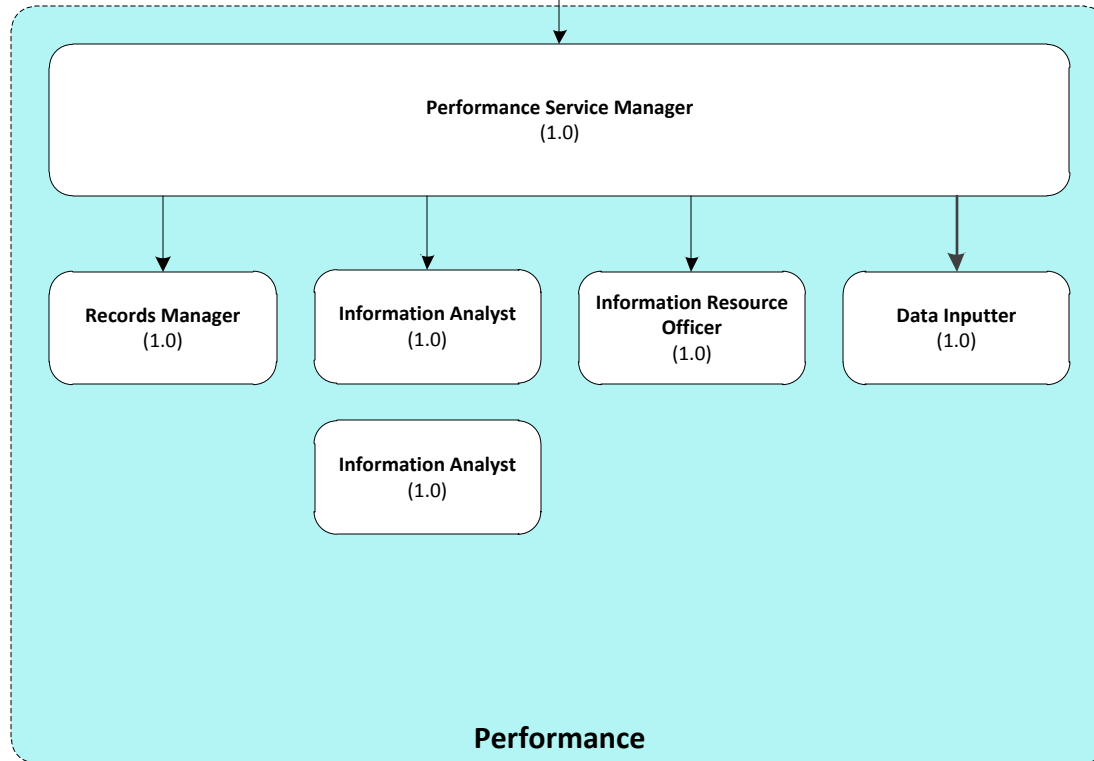 Performance Service Manager
(1.0)
Records Manager
(1.0)
Information Analyst
(1.0)
Information Resource
Officer
(1.0)
Data Inputter
(1.0)
Information Analyst
(1.0)
Performance